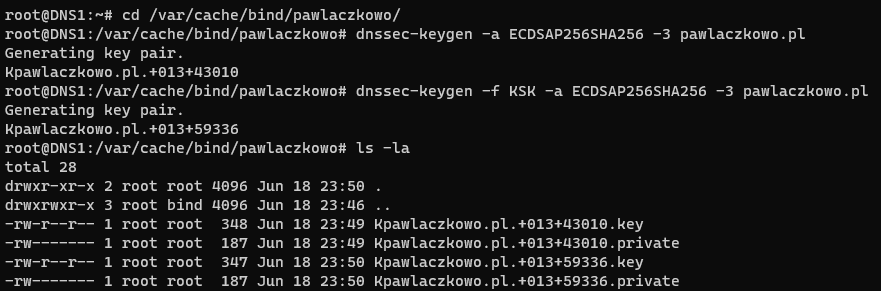 root@DNS1:~# cd /var/cache/bind/pawlaczkowo/
root@DNS1:/var/cache/bind/pawlaczkowo# dnssec-keygen -a ECDSAP256SHA256 -3 pawlaczkowo.pl
Generating key pair.
Kpawlaczkowo.pl.+013+43010
root@DNS1:/var/cache/bind/pawlaczkowo# dnssec-keygen -f KSK -a ECDSAP256SHA256 -3 pawlaczkowo.pl
Generating key pair.
Kpawlaczkowo.pl.+013+59336
root@DNS1:/var/cache/bind/pawlaczkowo# ls -la
total 28
drwxr-xr-x 2 root root 4096 Jun 18 23:50 .
drwxrwxr-x 3 root bind 4096 Jun 18 23:46 ..
-rw-r--r-- 1 root root  348 Jun 18 23:49 Kpawlaczkowo.pl.+013+43010.key
-rw------- 1 root root  187 Jun 18 23:49 Kpawlaczkowo.pl.+013+43010.private
-rw-r--r-- 1 root root  347 Jun 18 23:50 Kpawlaczkowo.pl.+013+59336.key
-rw------- 1 root root  187 Jun 18 23:50 Kpawlaczkowo.pl.+013+59336.private